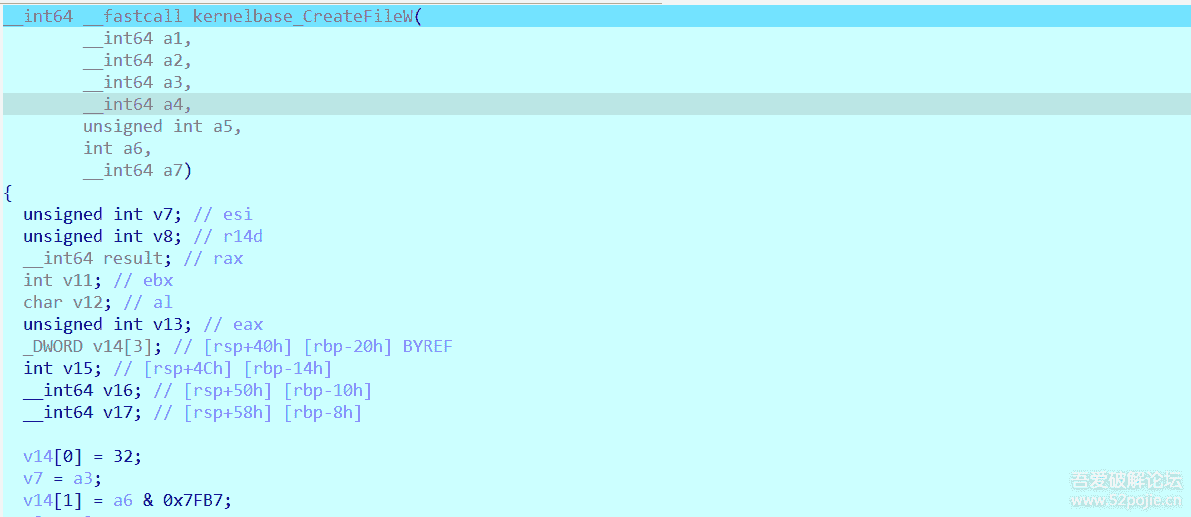 __int64 __fastcall kernelbase_CreateFileW(
__int64 a1,
__int64 a2,
__int64 a3,
__int64 a4,
unsigned int a5,
int a6,
__int64 a7)
{
unsigned int v7; // esi
unsigned int v8; // r14d
__int64 result; // rax
int v11; // ebx
char v12; // al
unsigned int v13; // eax
_DWORD v14[3]; // [rsp+40h] [rbp-20h] BYREF
int v15; // [rsp+4Ch] [rbp-14h]
__int64 v16; // [rsp+50h] [rbp-10h]
__int64 v17; // [rsp+58h] [rbp-8h]
v14[0] = 32;
v7 = a3;
v14[1] = a6 & 0x7FB7;
吾爱破解论坛
www.52pojie.cn